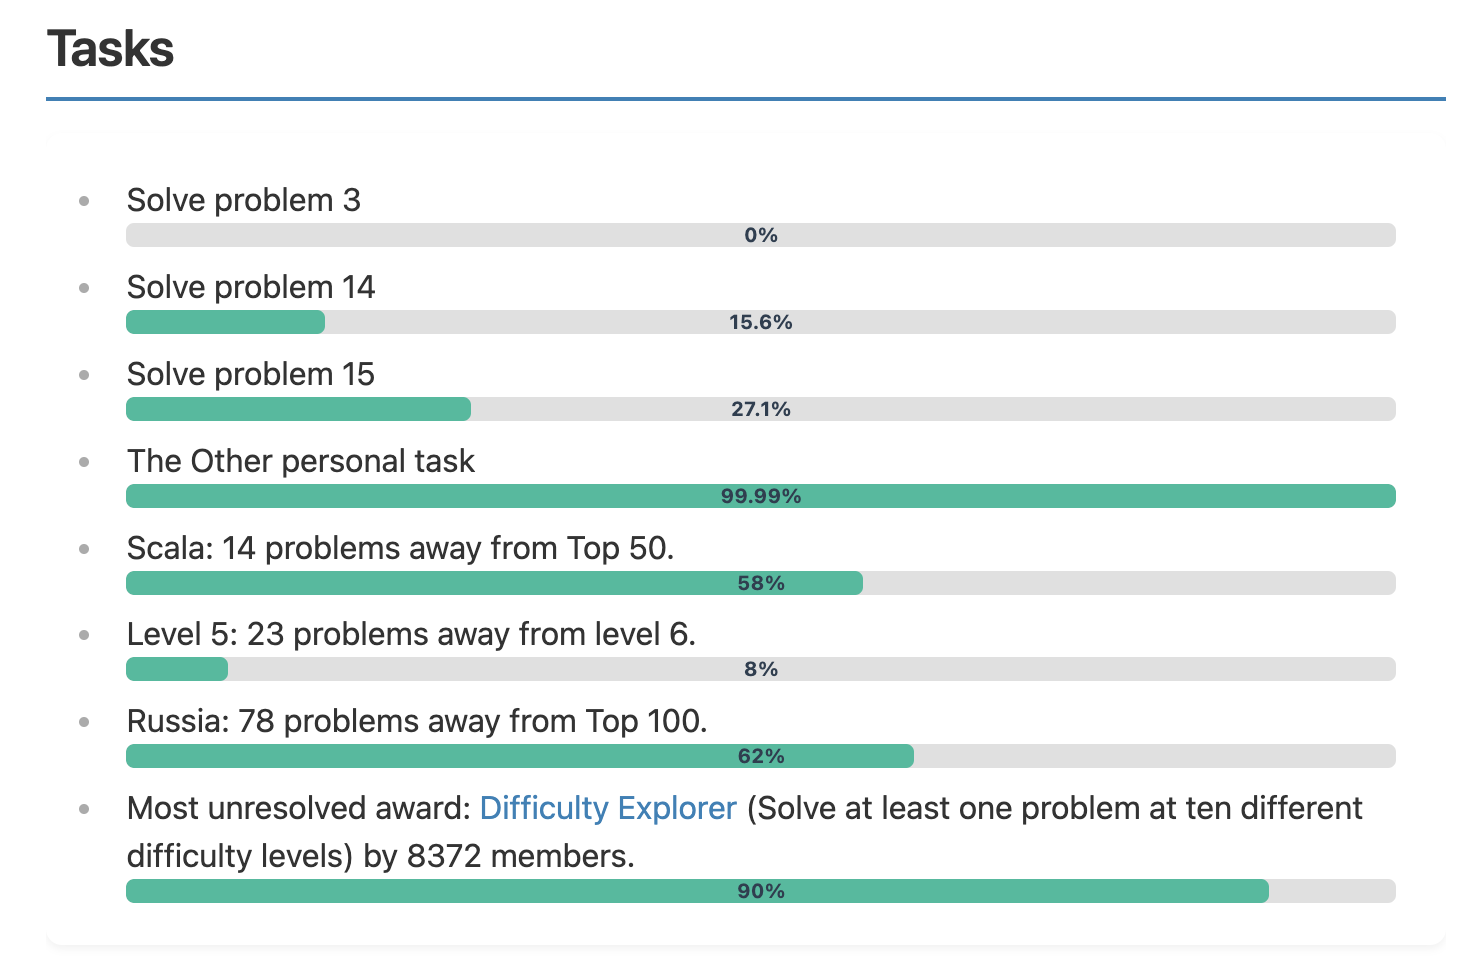 Tasks
Solve problem 3
0%
Solve problem 14
15.6%
Solve problem 15
27.1%
The Other personal task
99.99%
Scala: 14 problems away from Top 50.
58%
Level 5: 23 problems away from level 6.
8%
Russia: 78 problems away from Top 100.
62%
Most unresolved award: Difficulty Explorer (Solve at least one problem at ten different
difficulty levels) by 8372 members.
90%